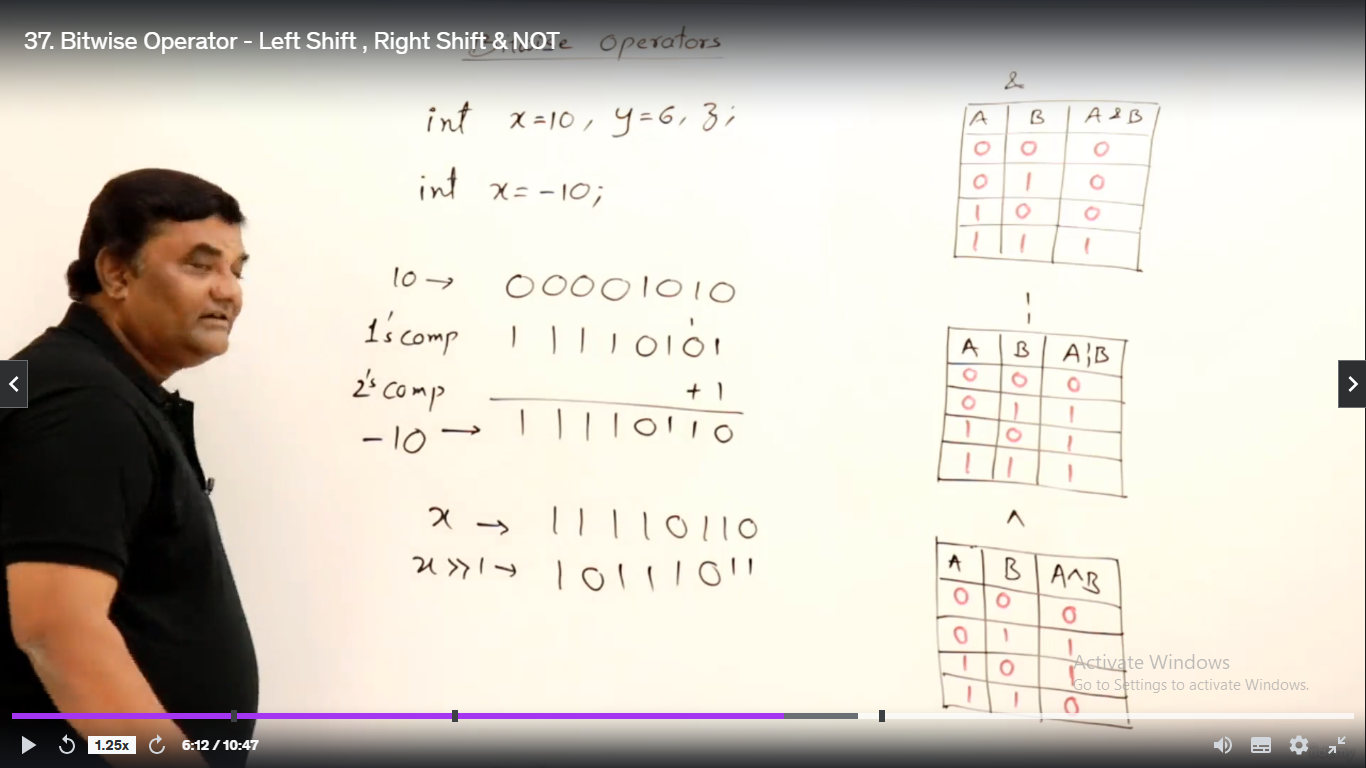 37. Bitwise Operator - Left Shift , Right Shift & NOT
Bitwise Operators
int x=10, y=6, z;
int x=-10;
10→ 00001010
1's comp 11110101
1
2's comp +1
-10 → 11110110
x → 11110110
x>>1→ 10111011
&
A B A&B
0 0 0
0 1 0
1 0 0
1 1 1
¦
A B A¦B
0 0 0
0 1 1
1 0 1
1 1 1
^
A B A^B
0 0 0
0 1 1
1 0 1
1 1 0
Activate Windows
Go to Settings to activate Windows.
1.25x 6:12 / 10:47